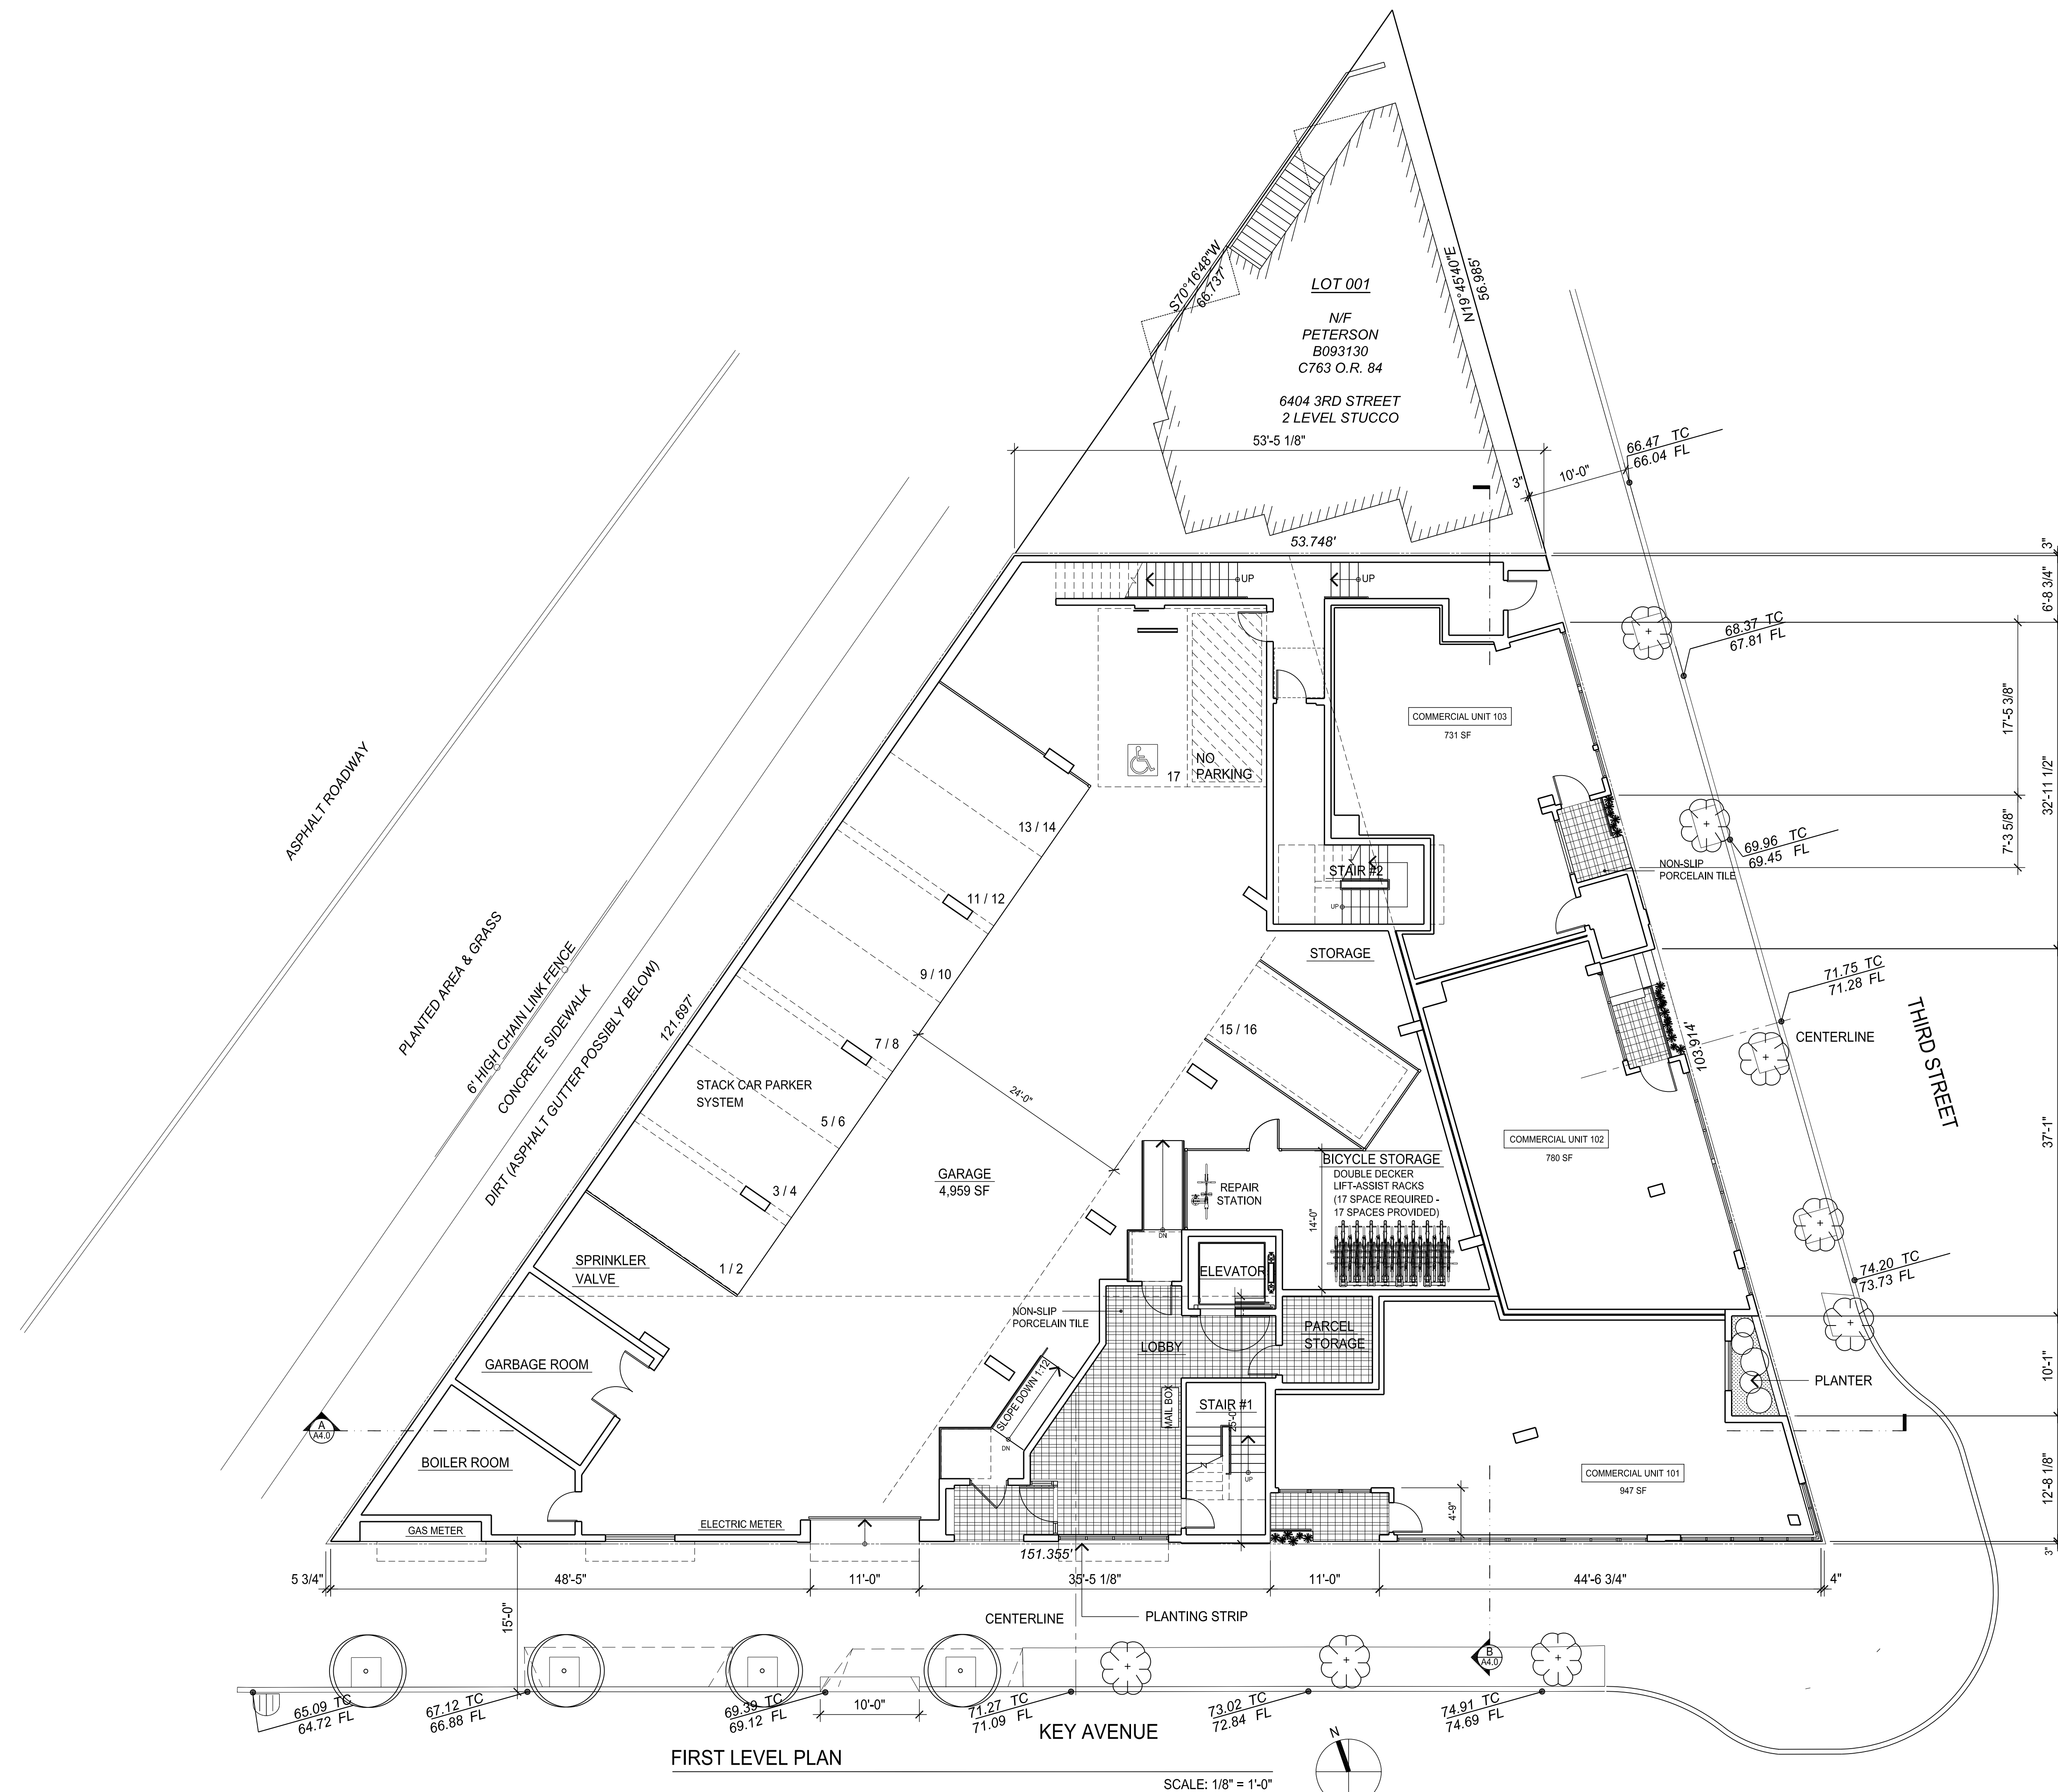 S70°16'48"W
66.737'
N19°45'40"E
56.985'
LOT 001
N/F
PETERSON
B093130
C763 O.R. 84
6404 3RD STREET
2 LEVEL STUCCO
53'-5 1/8"
66.47 TC
66.04 FL
10'-0"
3"
53.748'
3"
UP
UP
6'-8 3/4"
68.37 TC
67.81 FL
COMMERCIAL UNIT 103
731 SF
17'-5 3/8"
32'-11 1/2"
7'-3 5/8"
NO
PARKING
17
ASPHALT ROADWAY
13 / 14
69.96 TC
69.45 FL
NON-SLIP
PORCELAIN TILE
STAIR #2
UP
11 / 12
PLANTED AREA & GRASS
6' HIGH CHAIN LINK FENCE
CONCRETE SIDEWALK
DIRT (ASPHALT GUTTER POSSIBLY BELOW)
121.697'
9 / 10
STORAGE
71.75 TC
71.28 FL
THIRD STREET
CENTERLINE
103.914'
15 / 16
7 / 8
STACK CAR PARKER
SYSTEM
24'-0"
5 / 6
37'-1"
COMMERCIAL UNIT 102
780 SF
GARAGE
4,959 SF
3 / 4
BICYCLE STORAGE
DOUBLE DECKER
LIFT-ASSIST RACKS
(17 SPACE REQUIRED -
17 SPACES PROVIDED)
REPAIR
STATION
14'-0"
DN
SPRINKLER
VALVE
1 / 2
ELEVATOR
74.20 TC
73.73 FL
NON-SLIP
PORCELAIN TILE
LOBBY
PARCEL
STORAGE
GARBAGE ROOM
SLOPE DOWN 1:12
DN
MAIL BOX
STAIR #1
25'-0"
UP
PLANTER
10'-1"
A
A4.0
BOILER ROOM
COMMERCIAL UNIT 101
947 SF
12'-8 1/8"
4'-9"
GAS METER
ELECTRIC METER
151.355'
3"
5 3/4"
48'-5"
11'-0"
35'-5 1/8"
11'-0"
44'-6 3/4"
4"
15'-0"
CENTERLINE
PLANTING STRIP
B
A4.0
65.09 TC
64.72 FL
67.12 TC
66.88 FL
69.39 TC
69.12 FL
10'-0"
71.27 TC
71.09 FL
73.02 TC
72.84 FL
74.91 TC
74.69 FL
KEY AVENUE
N
FIRST LEVEL PLAN
SCALE: 1/8" = 1'-0"